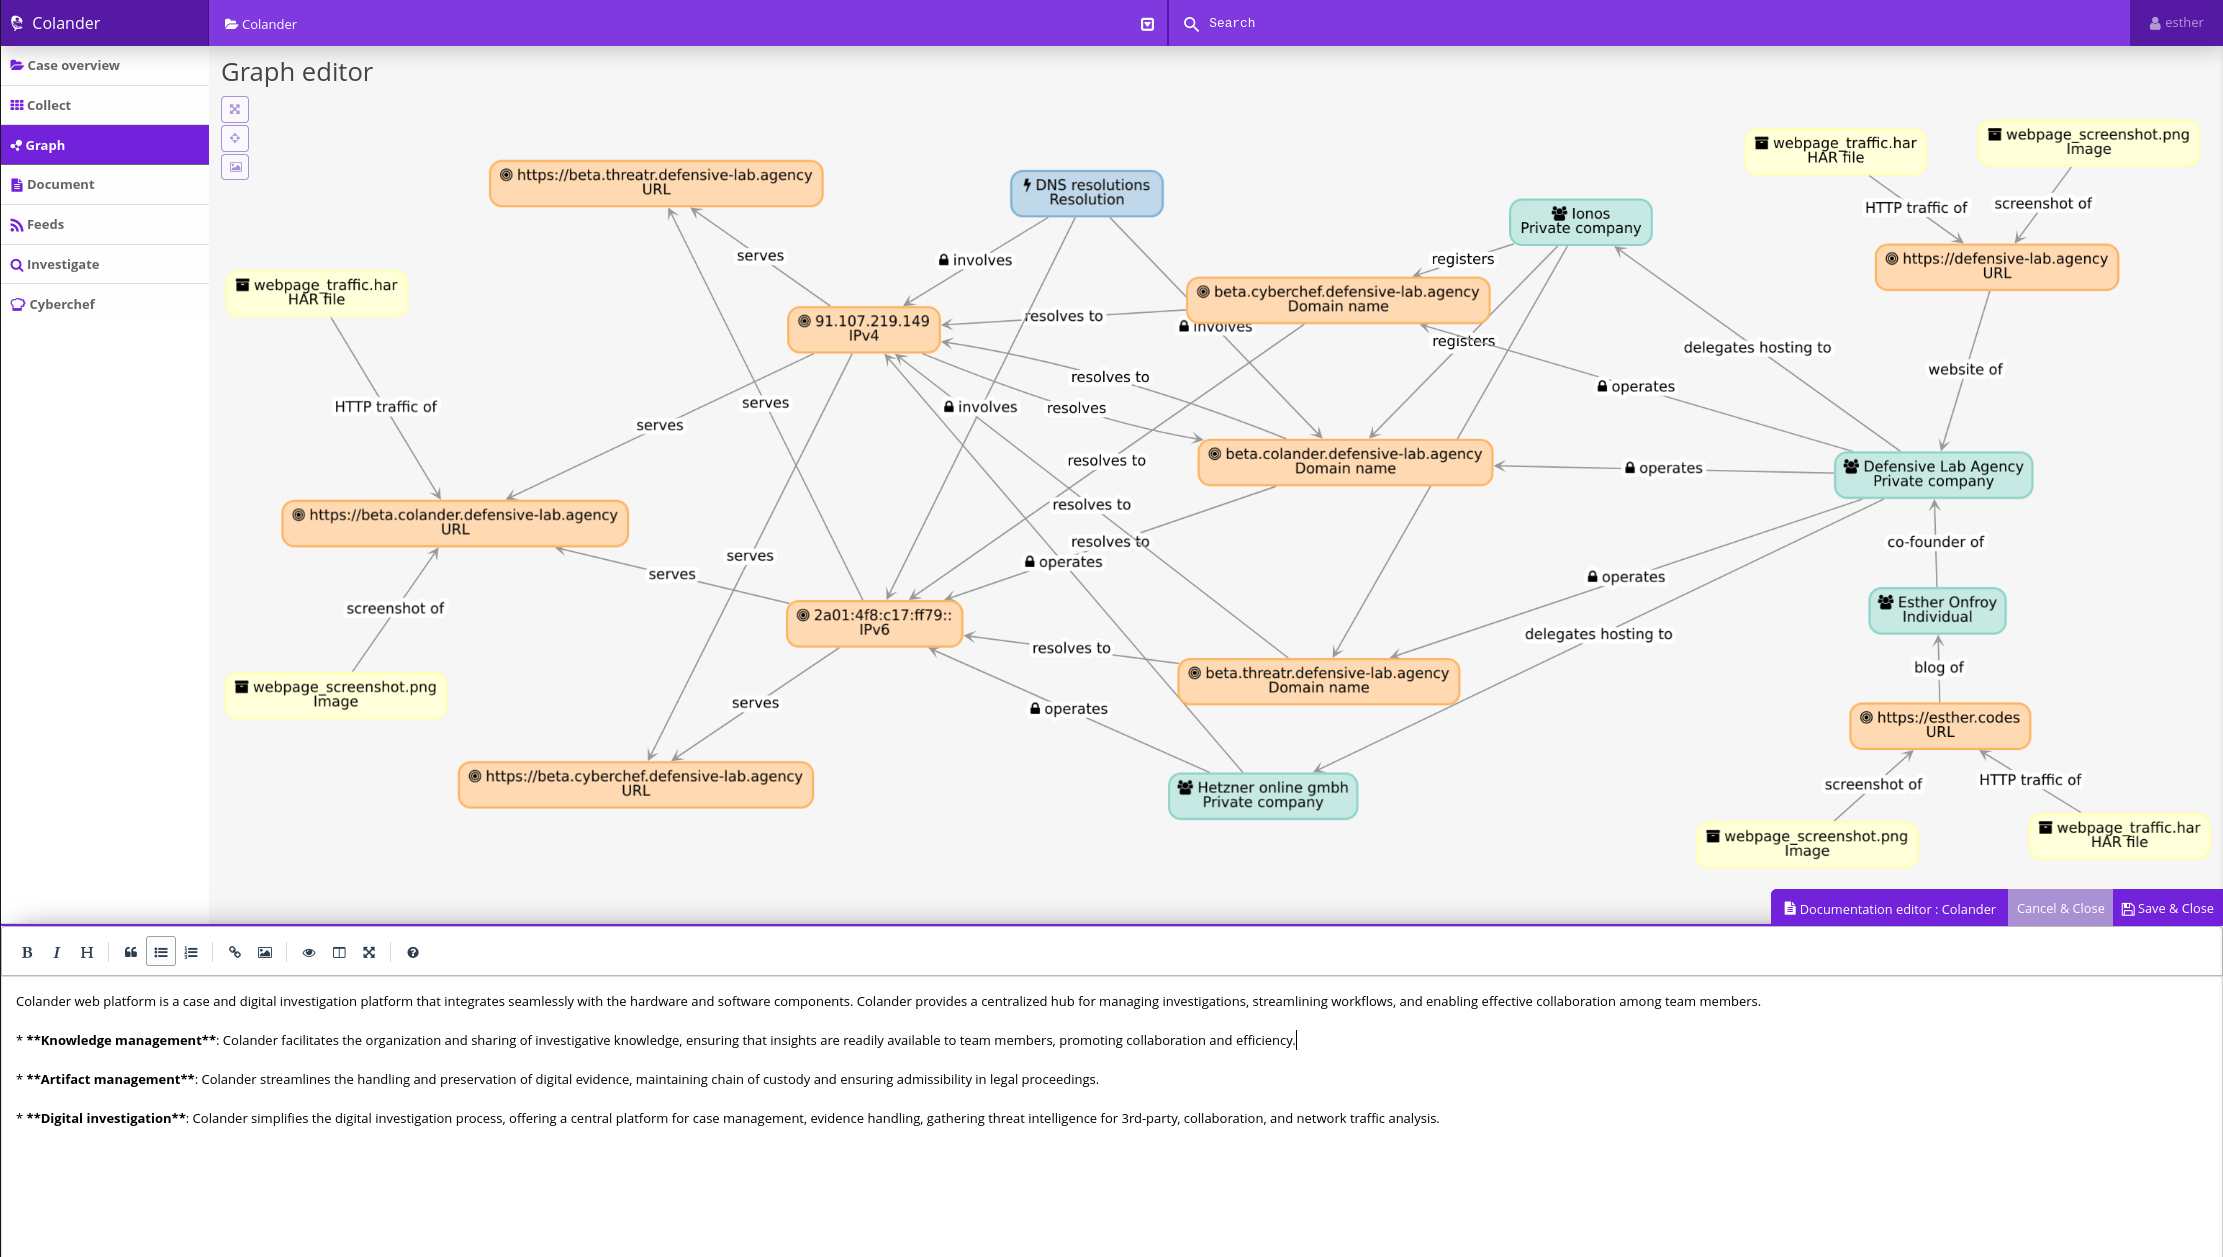 Colander
Colander
Search
esther
Case overview
Collect
Graph
Document
Feeds
Investigate
Cyberchef
Graph editor
https://beta.threatr.defensive-lab.agency
URL
DNS resolutions
Resolution
Ionos
Private company
webpage_traffic.har
HAR file
webpage_screenshot.png
Image
HTTP traffic of
screenshot of
https://defensive-lab.agency
URL
serves
involves
registers
webpage_traffic.har
HAR file
beta.cyberchef.defensive-lab.agency
Domain name
91.107.219.149
IPv4
resolves to
involves
registers
delegates hosting to
website of
resolves to
operates
serves
involves
resolves
HTTP traffic of
serves
beta.colander.defensive-lab.agency
Domain name
resolves to
operates
Defensive Lab Agency
Private company
https://beta.colander.defensive-lab.agency
URL
resolves to
resolves to
co-founder of
serves
operates
serves
operates
screenshot of
2a01:4f8:c17:ff79::
IPv6
Esther Onfroy
Individual
delegates hosting to
resolves to
blog of
beta.threatr.defensive-lab.agency
Domain name
webpage_screenshot.png
Image
serves
operates
https://esther.codes
URL
https://beta.cyberchef.defensive-lab.agency
URL
Hetzner online gmbh
Private company
screenshot of
HTTP traffic of
webpage_screenshot.png
Image
webpage_traffic.har
HAR file
Documentation editor : Colander
Cancel & Close
Save & Close
B I H
Colander web platform is a case and digital investigation platform that integrates seamlessly with the hardware and software components. Colander provides a centralized hub for managing investigations, streamlining workflows, and enabling effective collaboration among team members.
* **Knowledge management**: Colander facilitates the organization and sharing of investigative knowledge, ensuring that insights are readily available to team members, promoting collaboration and efficiency.
* **Artifact management**: Colander streamlines the handling and preservation of digital evidence, maintaining chain of custody and ensuring admissibility in legal proceedings.
* **Digital investigation**: Colander simplifies the digital investigation process, offering a central platform for case management, evidence handling, gathering threat intelligence for 3rd-party, collaboration, and network traffic analysis.